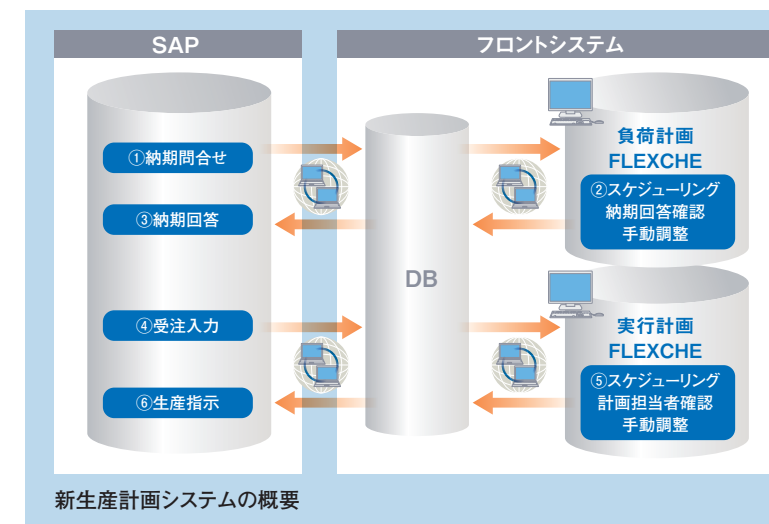 SAP
フロントシステム
①納期問合せ
③納期回答
④受注入力
⑥生産指示
DB
負荷計画
FLEXCHE
②スケジューリング
納期回答確認
手動調整
実行計画
FLEXCHE
⑤スケジューリング
計画担当者確認
手動調整
新生産計画システムの概要